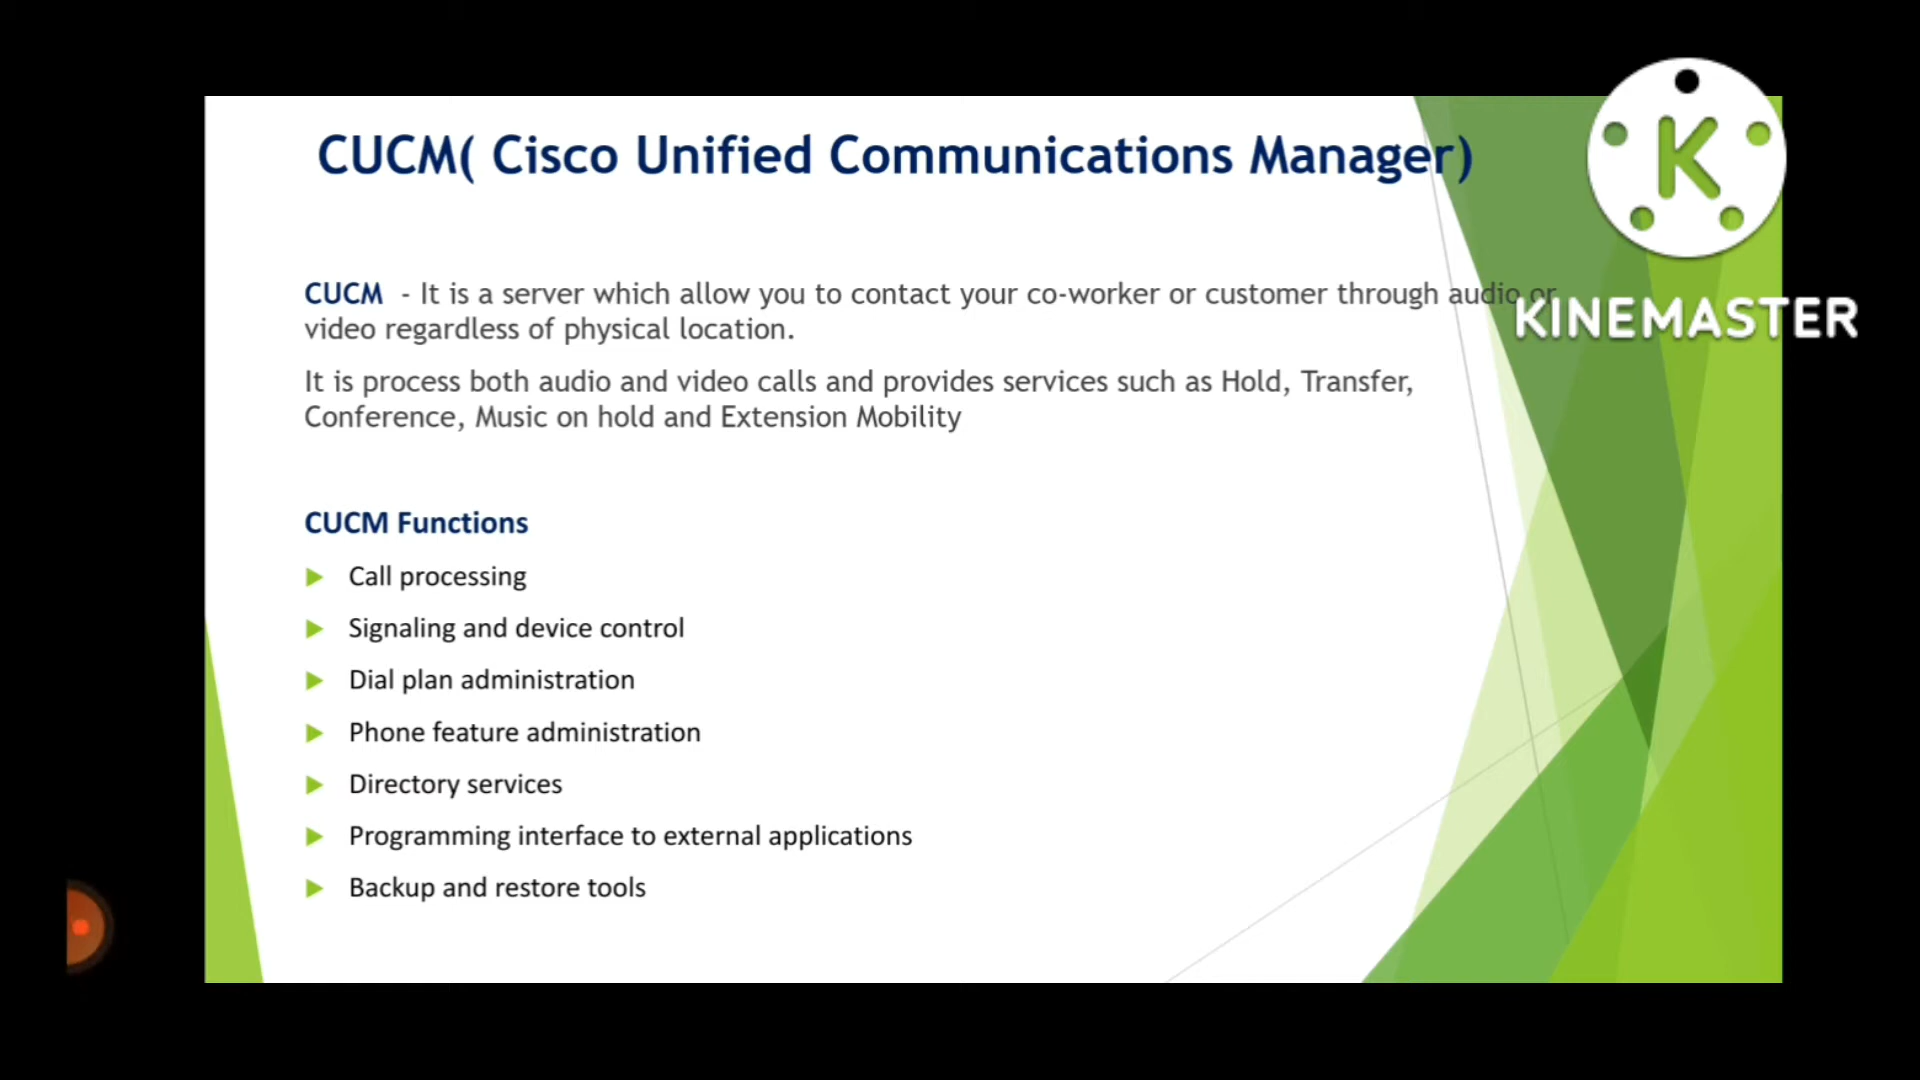 CUCM( Cisco Unified Communications Manager)
CUCM - It is a server which allow you to contact your co-worker or customer through audio or
video regardless of physical location.
It is process both audio and video calls and provides services such as Hold, Transfer,
Conference, Music on hold and Extension Mobility
CUCM Functions
Call processing
Signaling and device control
Dial plan administration
Phone feature administration
Directory services
Programming interface to external applications
Backup and restore tools
K
KINEMASTER